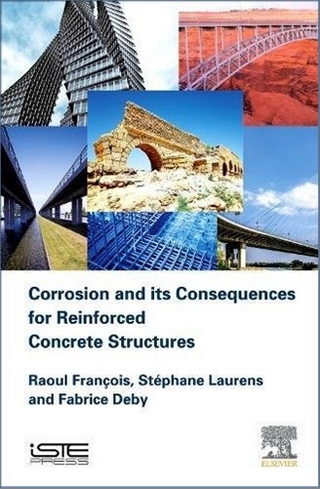 Corrosion and its Consequences
for Reinforced
Concrete Structures
Raoul François, Stéphane Laurens
and Fabrice Deby
iSTE
PRESS
ELSEVIER